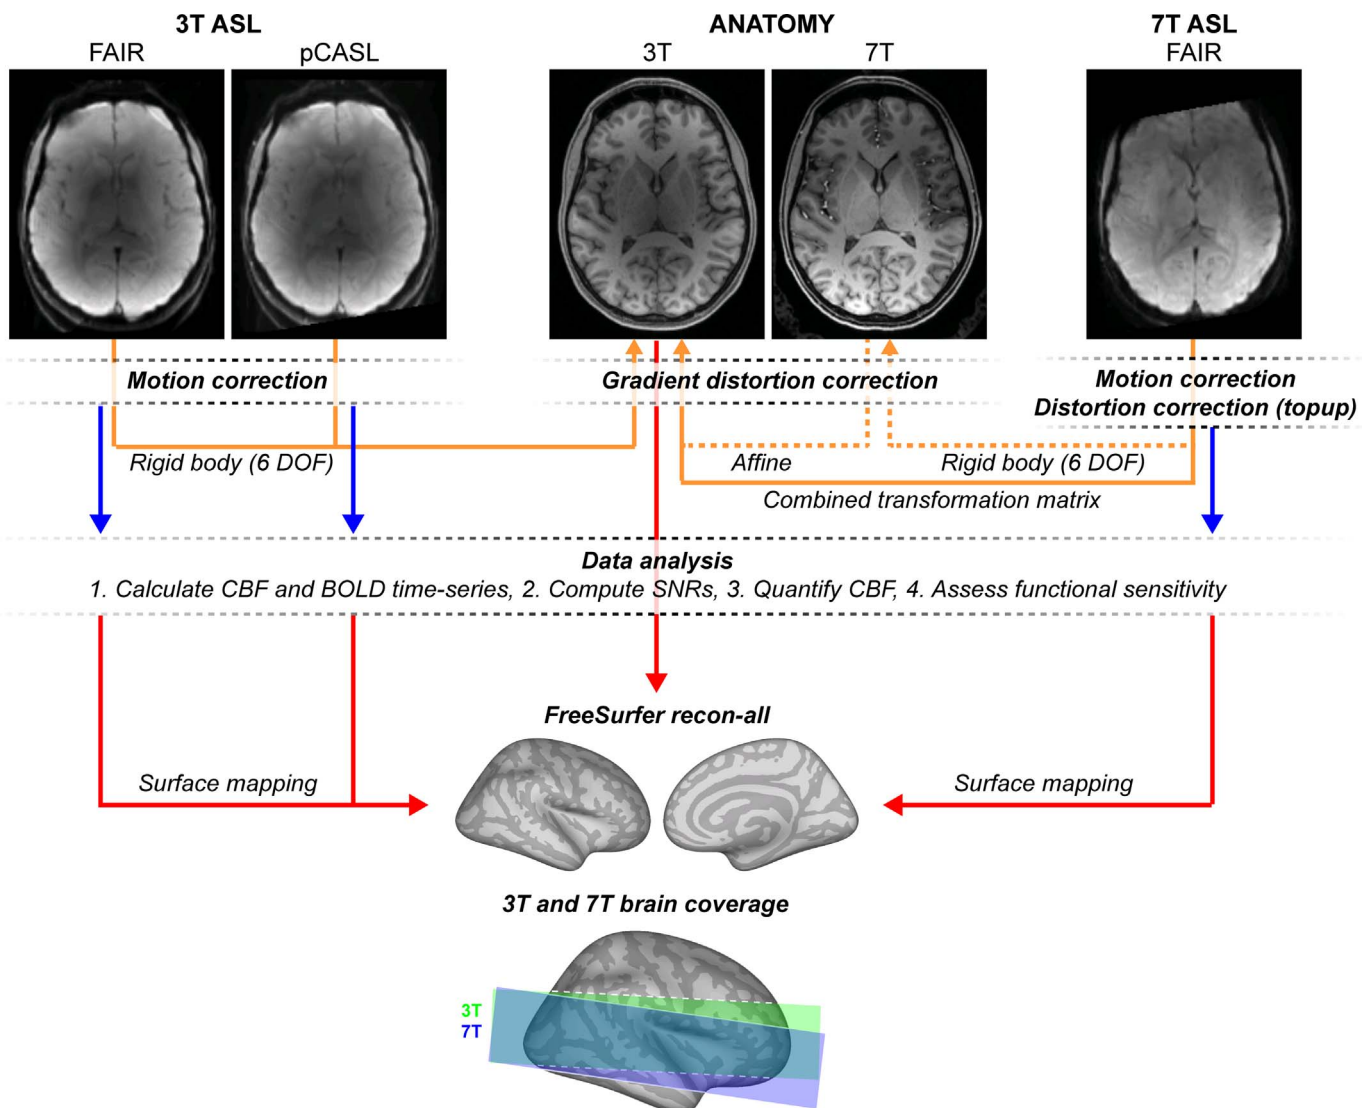 3T ASL
ANATOMY
7T ASL
FAIR
pCASL
3T
7T
FAIR
Motion correction
Gradient distortion correction
Motion correction
Distortion correction (topup)
Rigid body (6 DOF)
Affine
Rigid body (6 DOF)
Combined transformation matrix
Data analysis
1. Calculate CBF and BOLD time-series, 2. Compute SNRs, 3. Quantify CBF, 4. Assess functional sensitivity
FreeSurfer recon-all
Surface mapping
Surface mapping
3T and 7T brain coverage
3T
7T